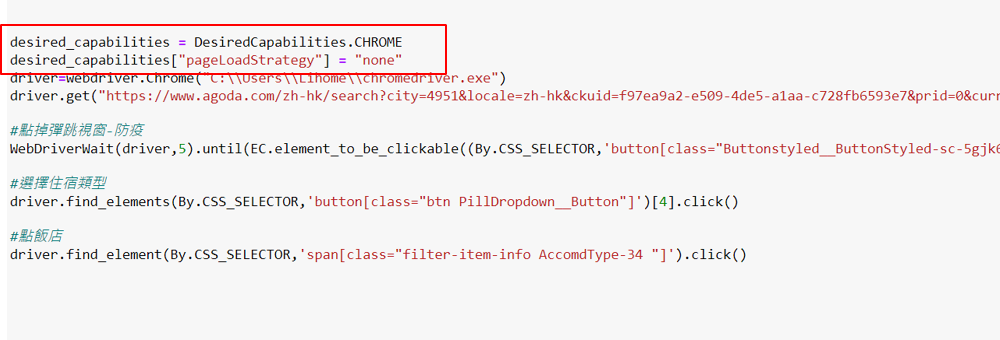 desired_capabilities = DesiredCapabilities.CHROME
desired_capabilities["pageLoadStrategy"] = "none"
driver=webdriver.Chrome("C:\\Users\\Lihome\\chromedriver.exe")
driver.get("https://www.agoda.com/zh-hk/search?city=4951&locale=zh-hk&ckuid=f97ea9a2-e509-4de5-a1aa-c728fb6593e7&prid=0&curr
#點掉彈跳視窗-防疫
WebDriverWait(driver,5).until(EC.element_to_be_clickable((By.CSS_SELECTOR,'button[class="Buttonstyled__ButtonStyled-sc-5gjk6
#選擇住宿類型
driver.find_elements(By.CSS_SELECTOR,'button[class="btn PillDropdown__Button"]')[4].click()
#點飯店
driver.find_element(By.CSS_SELECTOR,'span[class="filter-item-info AccomdType-34 "]').click()